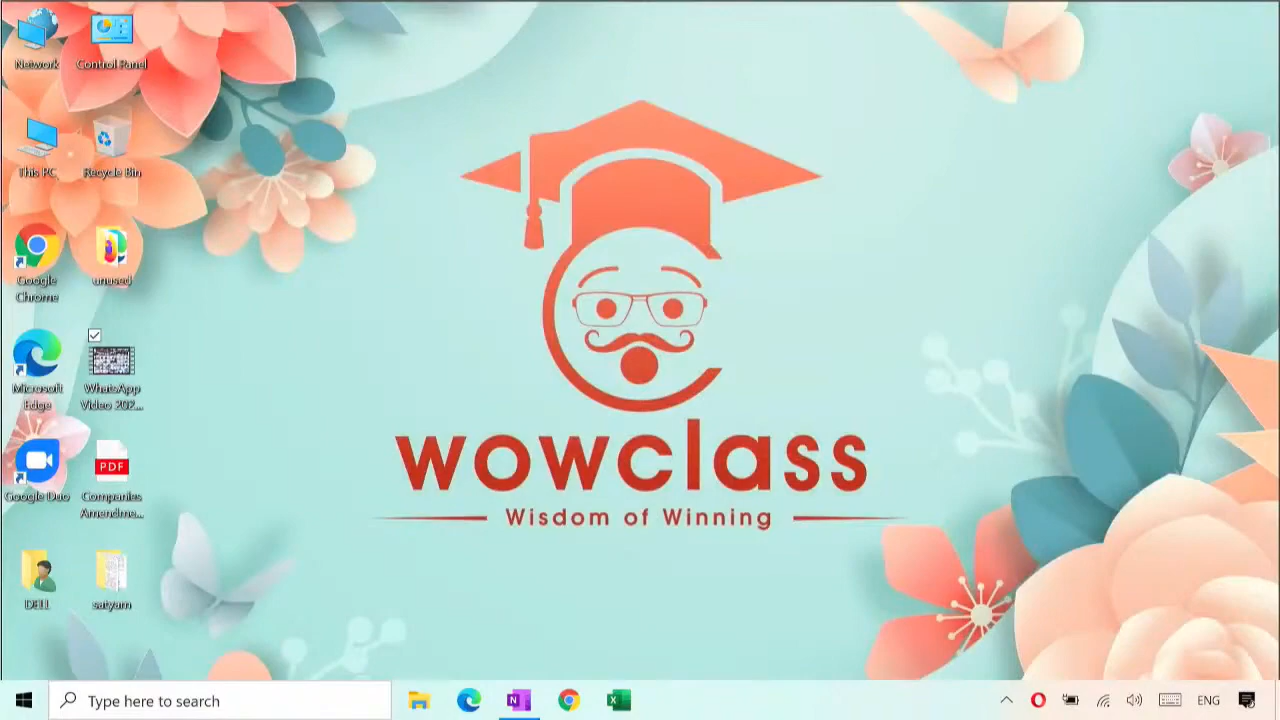 Network
Control Panel
This PC
Recycle Bin
Google
Chrome
unused
Microsoft
Edge
WhatsApp
Video 202...
Google Duo
PDF
Companies
Amendme...
DELL
satyam
wowclass
Wisdom of Winning
Type here to search
N
X
ENG